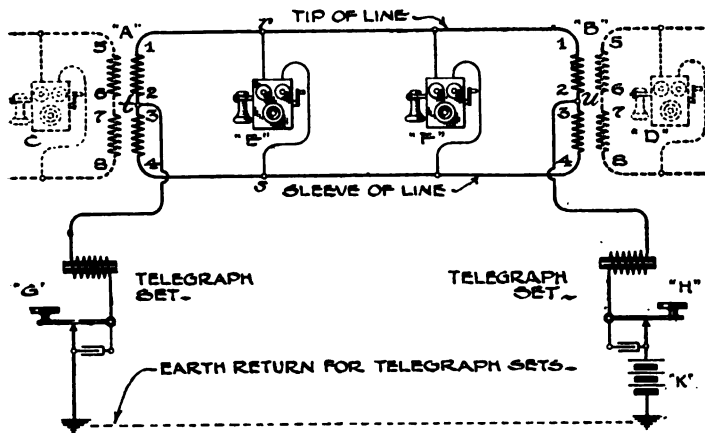 TIP OF LINE
"A"
r
"B"
5 1
1 5
6 t 2
2 u 6
7 3
3 7
C
"E"
"F"
"D"
8 4
4 8
s
SLEEVE OF LINE
TELEGRAPH
SET-
TELEGRAPH
SET-
"G"
"H"
EARTH RETURN FOR TELEGRAPH SETS-
"K"